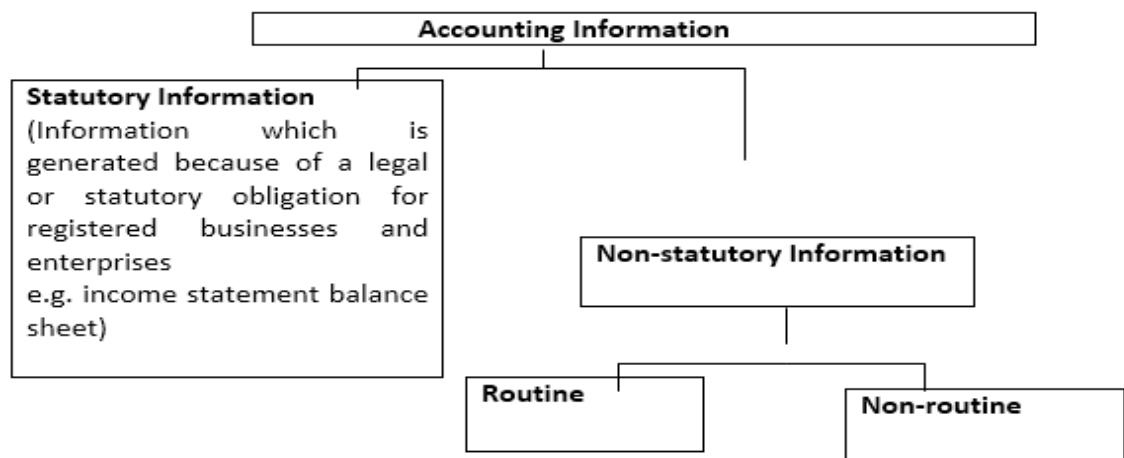 Accounting Information
Statutory Information
(Information which is
generated because of a legal
or statutory obligation for
registered businesses and
enterprises
e.g. income statement balance
sheet)
Non-statutory Information
Routine
Non-routine